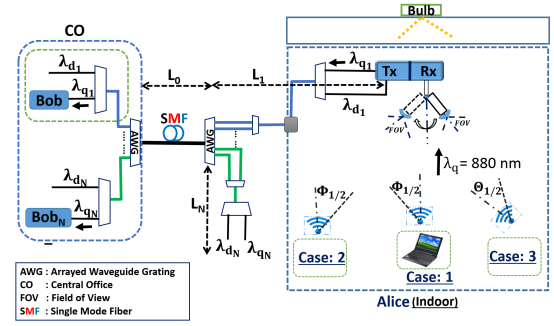 Bulb
CO
λd1
λq1
Bob
AWG
L0
L1
SMF
AWG
λq1
λd1
Tx
Rx
FOV
FOV
λq= 880 nm
λdN
λqN
BobN
LN
λdN
λqN
Φ1/2
Φ1/2
Θ1/2
Case: 2
Case: 1
Case: 3
Alice (Indoor)
AWG : Arrayed Waveguide Grating
CO : Central Office
FOV : Field of View
SMF : Single Mode Fiber